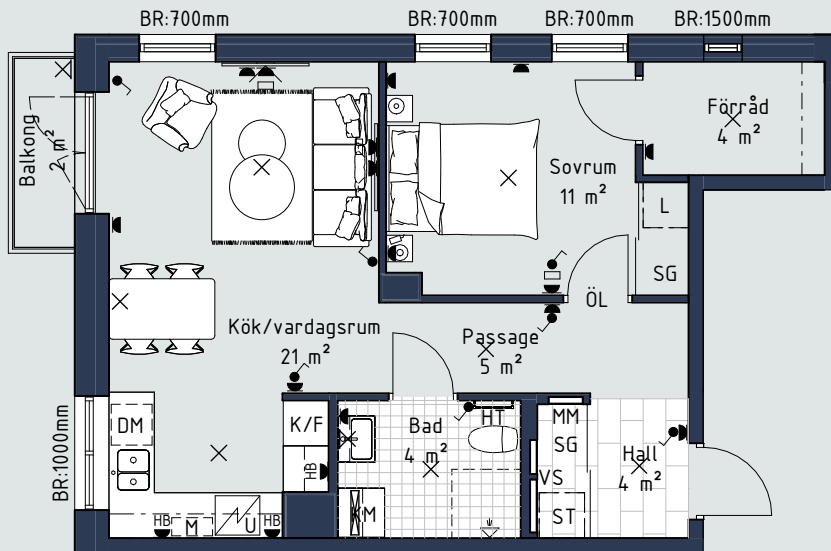 BR:700mm
BR:700mm
BR:700mm
BR:1500mm
Balkong
2 m²
Förråd
4 m²
Sovrum
11 m²
L
SG
ÖL
Kök/vardagsrum
21 m²
Passage
5 m²
BR:1000mm
DM
K/F
HB
HB
M
U
HB
Bad
4 m²
HT
KM
MM
SG
VS
ST
Hall
4 m²